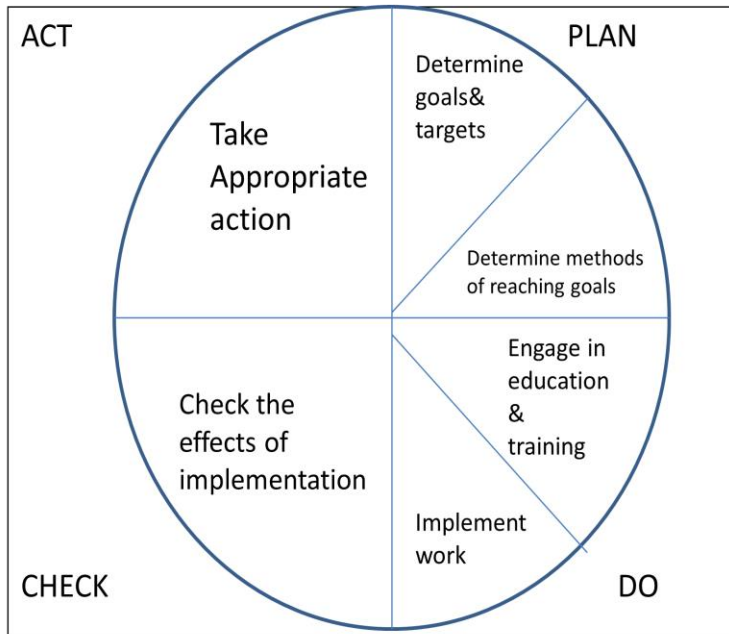 ACT
PLAN
Determine
goals&
targets
Take
Appropriate
action
Determine methods
of reaching goals
Engage in
education
&
training
Check the
effects of
implementation
Implement
work
CHECK
DO